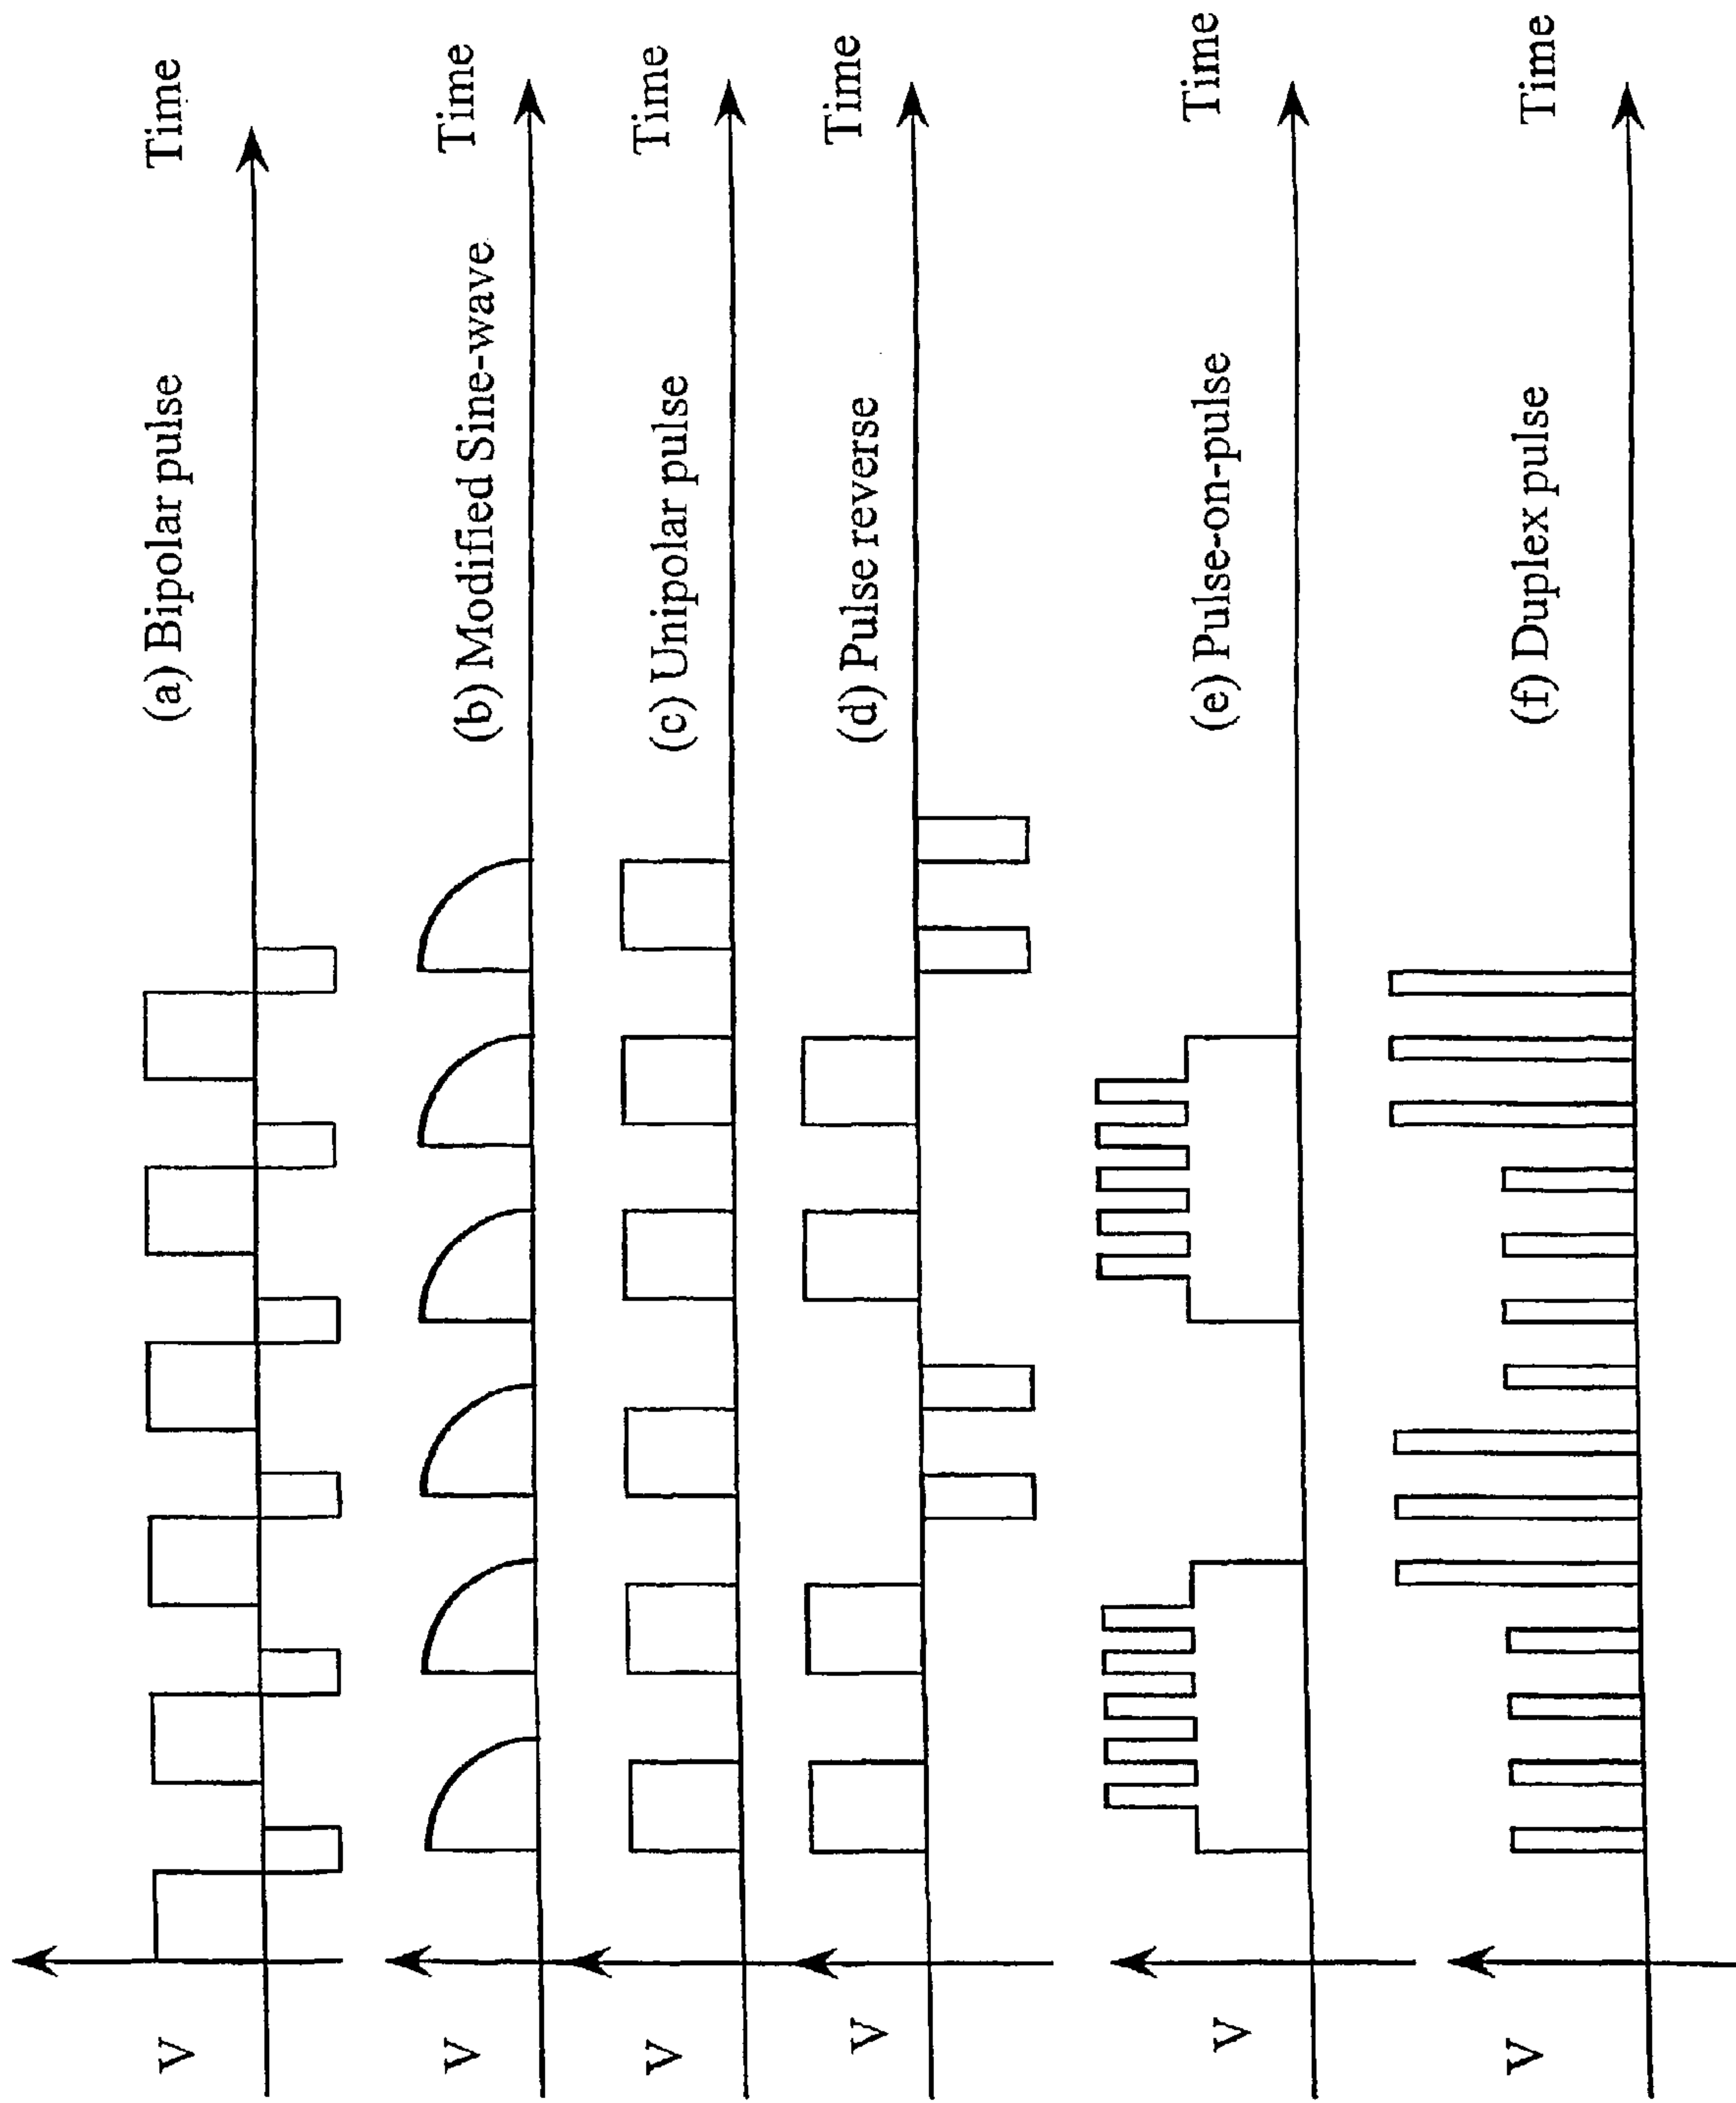 V
(a) Bipolar pulse
Time
V
(b) Modified Sine-wave
Time
V
(c) Unipolar pulse
Time
V
(d) Pulse reverse
Time
V
(e) Pulse-on-pulse
Time
V
(f) Duplex pulse
Time